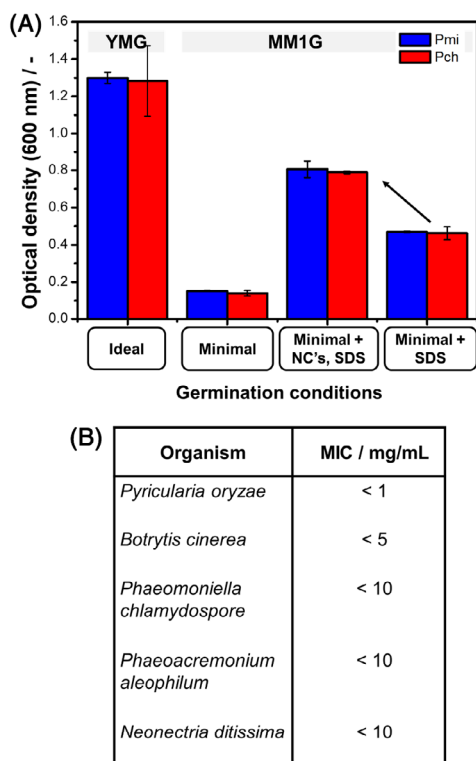 (A)
YMG
MM1G
Pmi
Pch
Optical density (600 nm) / -
1.6
1.4
1.2
1.0
0.8
0.6
0.4
0.2
0.0
Ideal
Minimal
Minimal +
NC's, SDS
Minimal +
SDS
Germination conditions
(B)
Organism MIC / mg/mL
Pyricularia oryzae < 1
Botrytis cinerea < 5
Phaeomoniella < 10
chlamydospore
Phaeoacremonium < 10
aleophilum
Neonectria ditissima < 10